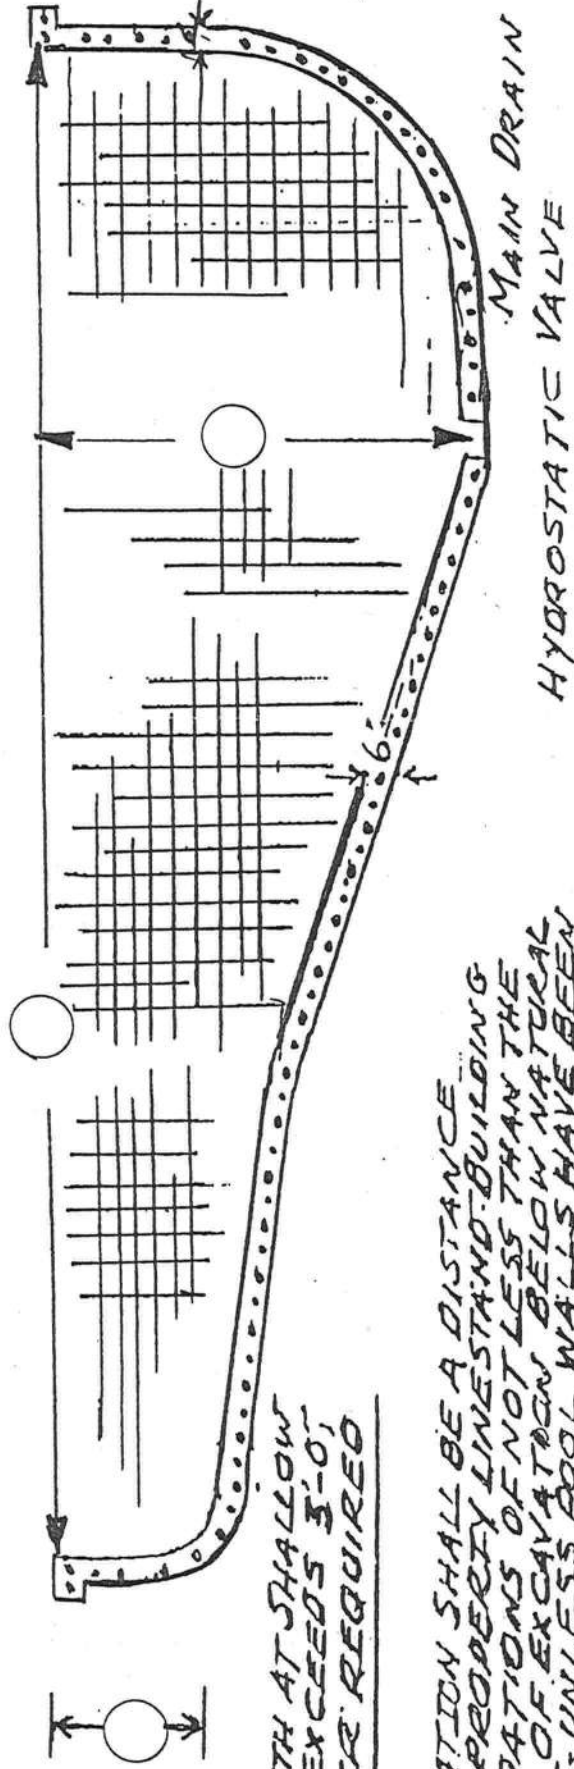 MAIN DRAIN
HYDROSTATIC VALVE
6"
TH AT SHALLOW
EXCEEDS 3'-0",
R REQUIRED
ATION SHALL BE A DISTANCE
PROPERTY LINES AND BUILDING
DATIONS OF NOT LESS THAN THE
OF EXCAVATION BELOW NATURAL
UNLESS POOL WALLS HAVE BEEN